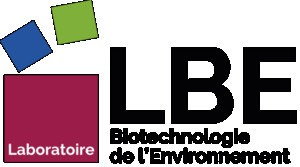 LBE
Laboratoire
Biotechnologie
de l'Environnement